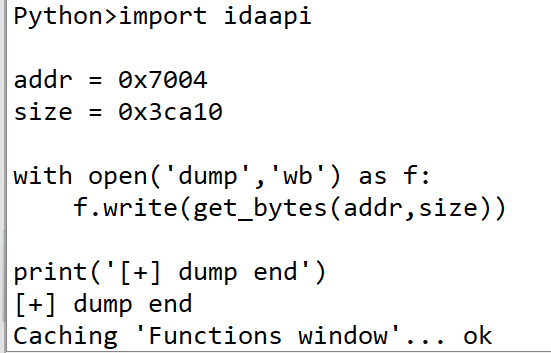 Python>import idaapi
addr = 0x7004
size = 0x3ca10
with open('dump','wb') as f:
    f.write(get_bytes(addr,size))
print('[+] dump end')
[+] dump end
Caching 'Functions window'... ok